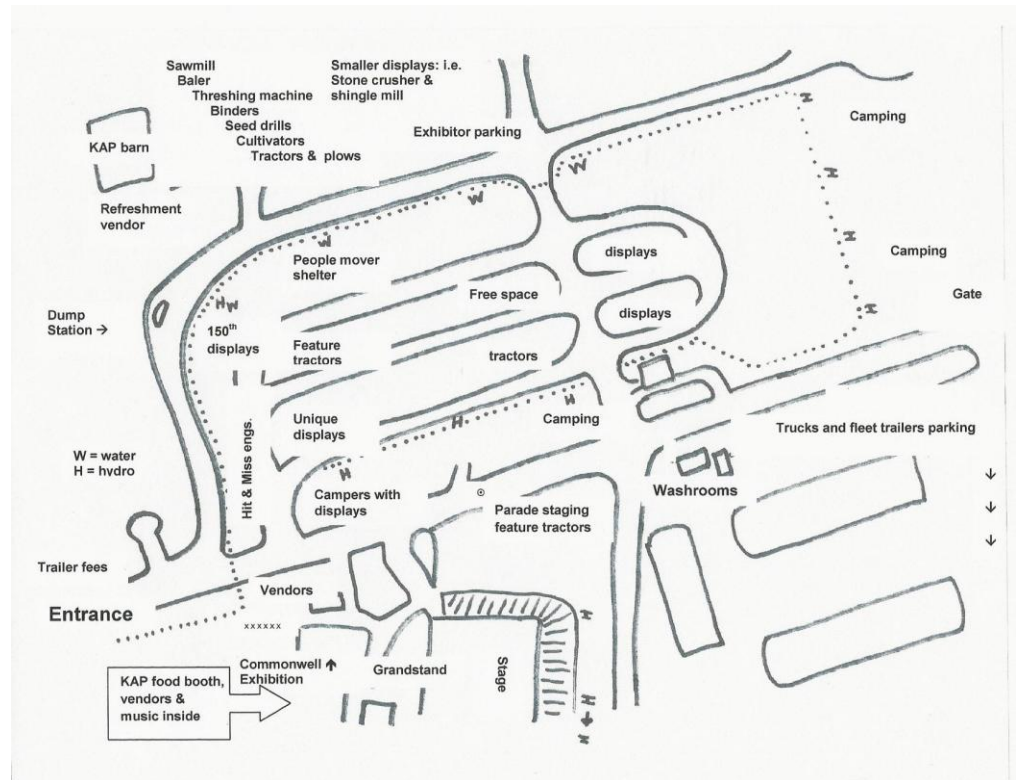 Sawmill
Baler
Threshing machine
Binders
Seed drills
Cultivators
Tractors & plows
Smaller displays: i.e.
Stone crusher &
shingle mill
KAP barn
Exhibitor parking
Camping
Refreshment
vendor
H
W
H
W
H
W
People mover
shelter
displays
Camping
Free space
Gate
H W
H
Dump
Station →
150th
displays
displays
Feature
tractors
tractors
H
Unique
displays
H
Camping
Trucks and fleet trailers parking
W = water
H = hydro
Hit & Miss engs.
H
Campers with
displays
Washrooms
↓
↓
↓
Parade staging
feature tractors
Trailer fees
Vendors
Entrance
xxxxxx
H
Commonwell ↑
Exhibition
Grandstand
Stage
KAP food booth,
vendors &
music inside
H